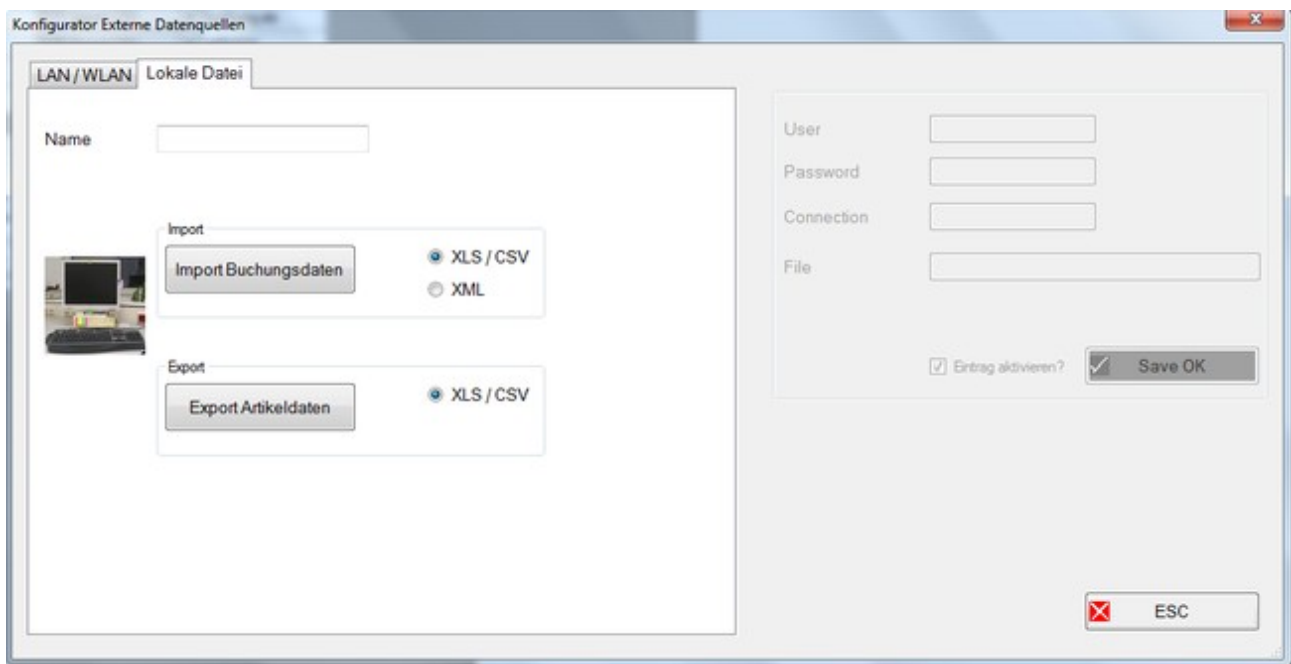 Konfigurator Externe Datenquellen
LAN / WLAN
Lokale Datei
Name
Import
Import Buchungsdaten
XLS / CSV
XML
Export
Export Artikeldaten
XLS / CSV
User
Password
Connection
File
Eintrag aktivieren?
Save OK
ESC